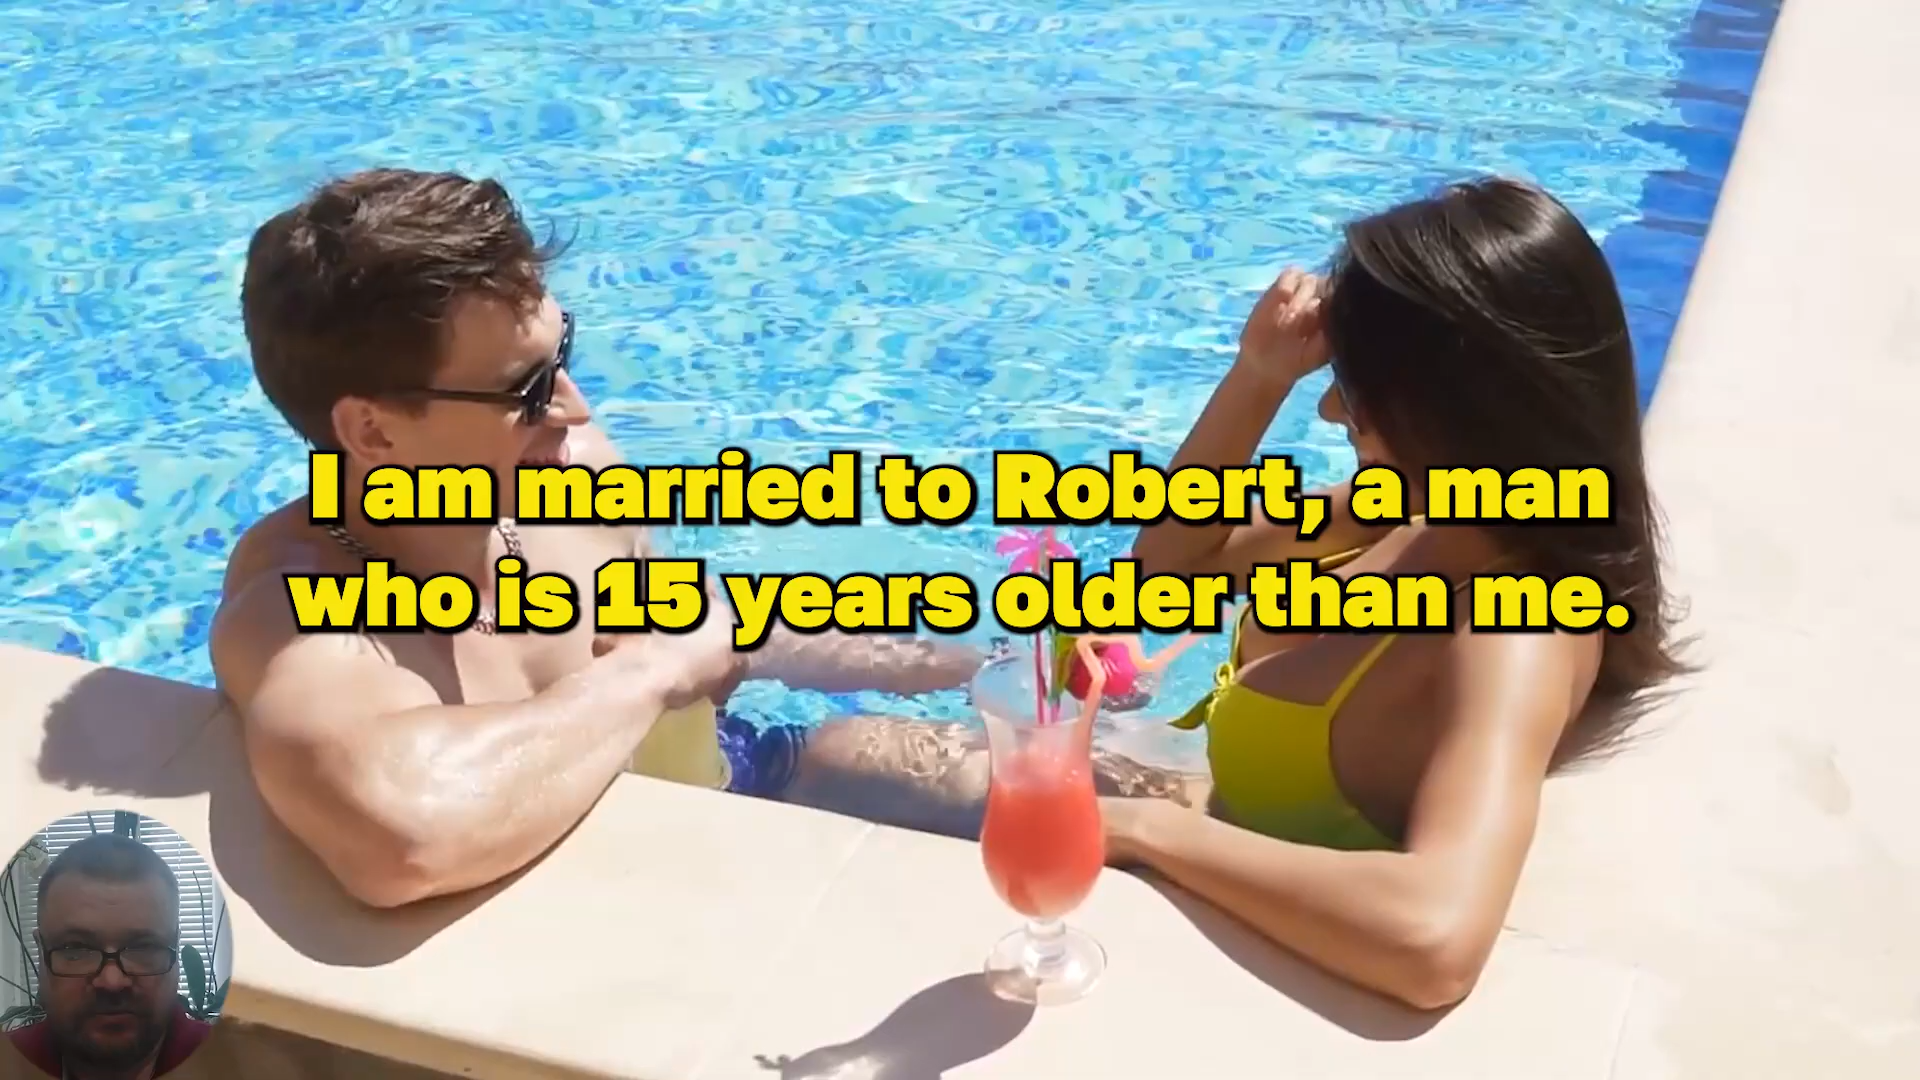 I am married to Robert, a man
who is 15 years older than me.